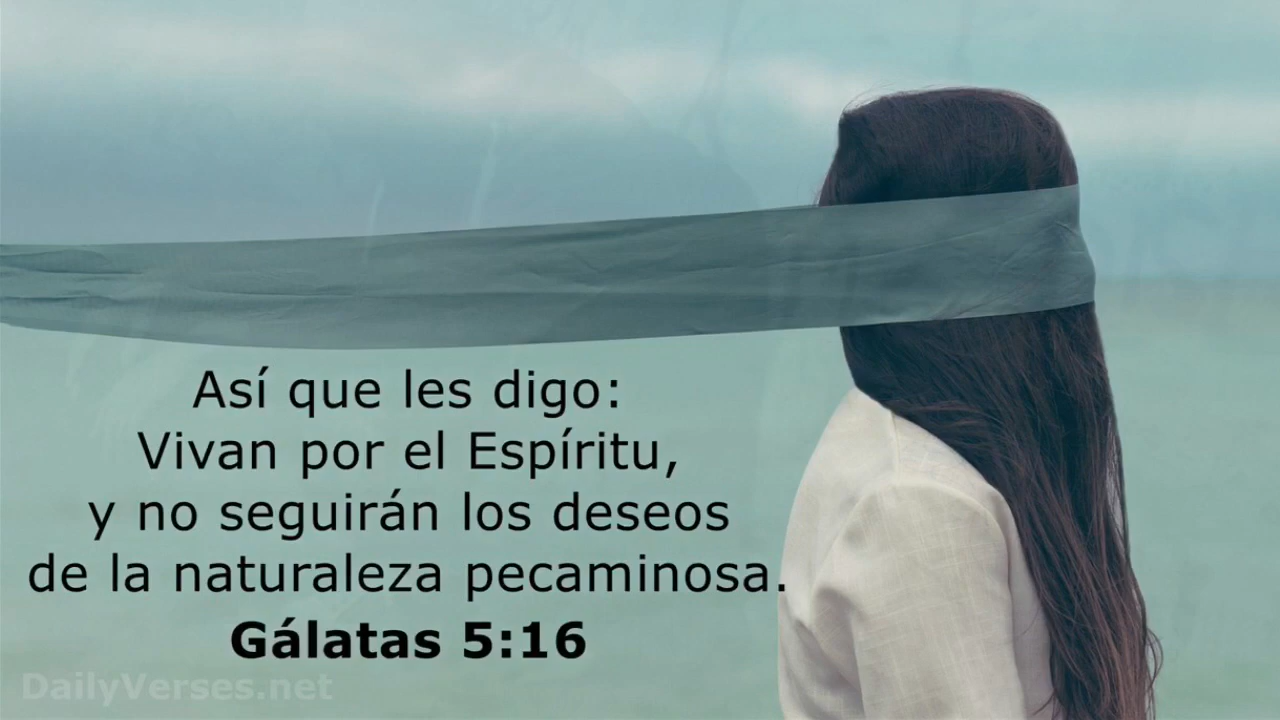 Así que les digo:
Vivan por el Espíritu,
y no seguirán los deseos
de la naturaleza pecaminosa.
Gálatas 5:16
DailyVerses.net